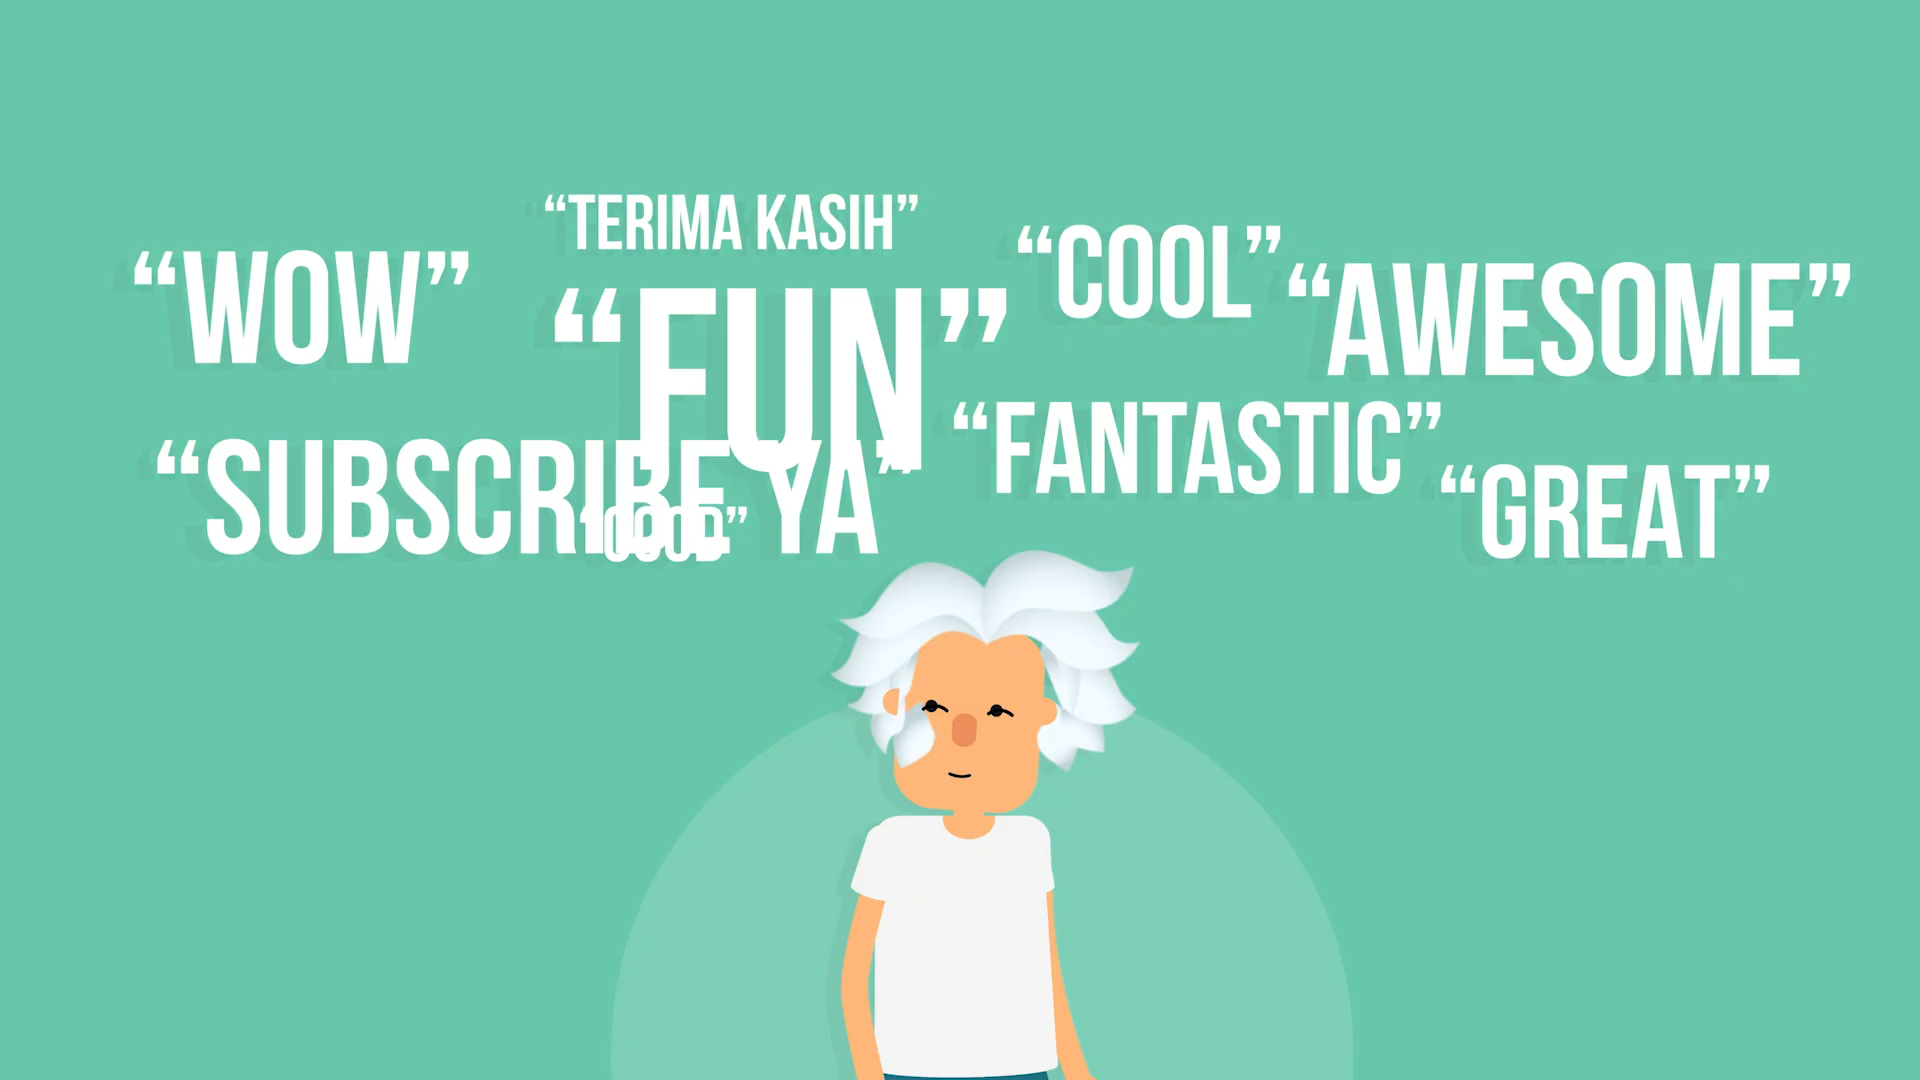 “TERIMA KASIH”
“WOW”
“FUN”
“COOL”
“AWESOME”
“SUBSCRIBE YA”
“FANTASTIC”
“GREAT”